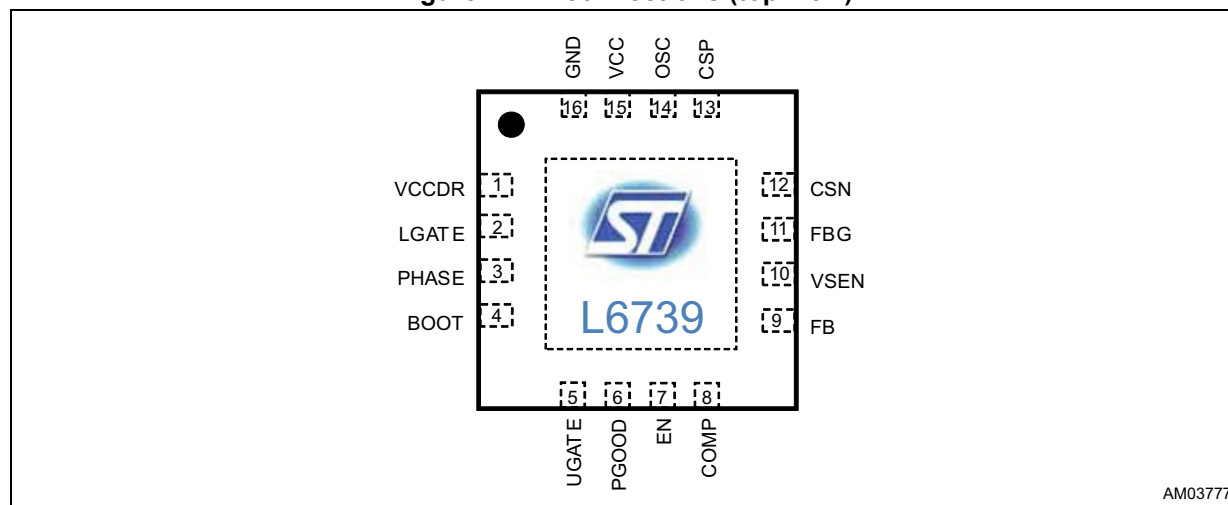 GND VCC OSC CSP
16 15 14 13
VCCDR 1
LGATE 2
PHASE 3
BOOT 4
12 CSN
11 FBG
10 VSEN
9 FB
ST
L6739
5 6 7 8
UGATE PGOOD EN COMP
AM03777